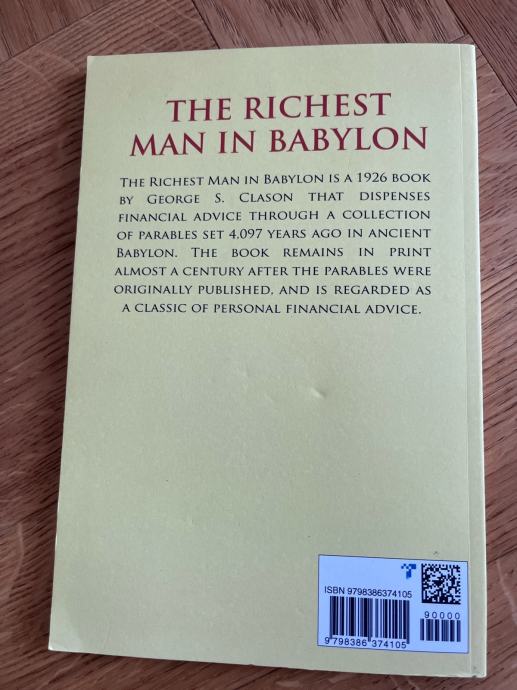 THE RICHEST
MAN IN BABYLON
THE RICHEST MAN IN BABYLON IS A 1926 BOOK
BY GEORGE S. CLASON THAT DISPENSES
FINANCIAL ADVICE THROUGH A COLLECTION
OF PARABLES SET 4.097 YEARS AGO IN ANCIENT
BABYLON. THE BOOK REMAINS IN PRINT
ALMOST A CENTURY AFTER THE PARABLES WERE
ORIGINALLY PUBLISHED, AND IS REGARDED AS
A CLASSIC OF PERSONAL FINANCIAL ADVICE.
ISBN 9798386374105
90000
9 798386 374105